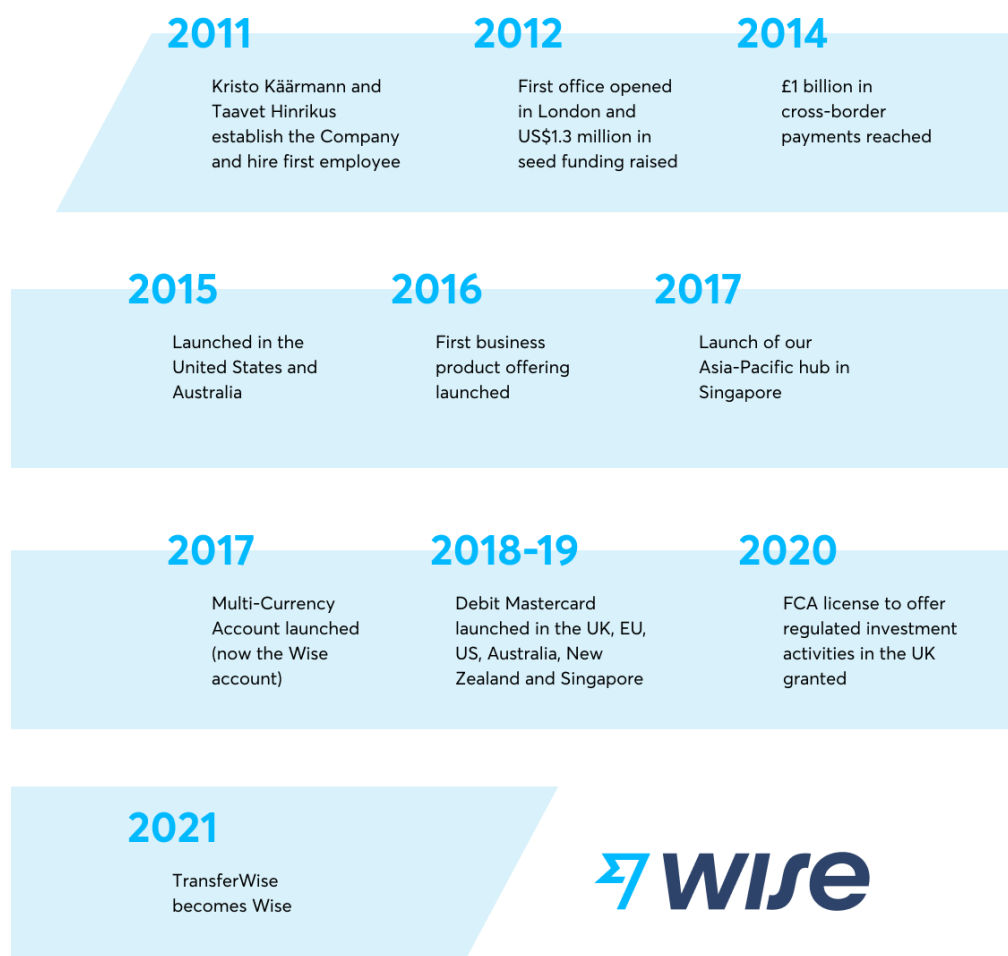 2011
Kristo Käärmann and
Taavet Hinrikus
establish the Company
and hire first employee
2012
First office opened
in London and
US$1.3 million in
seed funding raised
2014
£1 billion in
cross-border
payments reached
2015
Launched in the
United States and
Australia
2016
First business
product offering
launched
2017
Launch of our
Asia-Pacific hub in
Singapore
2017
Multi-Currency
Account launched
(now the Wise
account)
2018-19
Debit Mastercard
launched in the UK, EU,
US, Australia, New
Zealand and Singapore
2020
FCA license to offer
regulated investment
activities in the UK
granted
2021
TransferWise
becomes Wise
wise